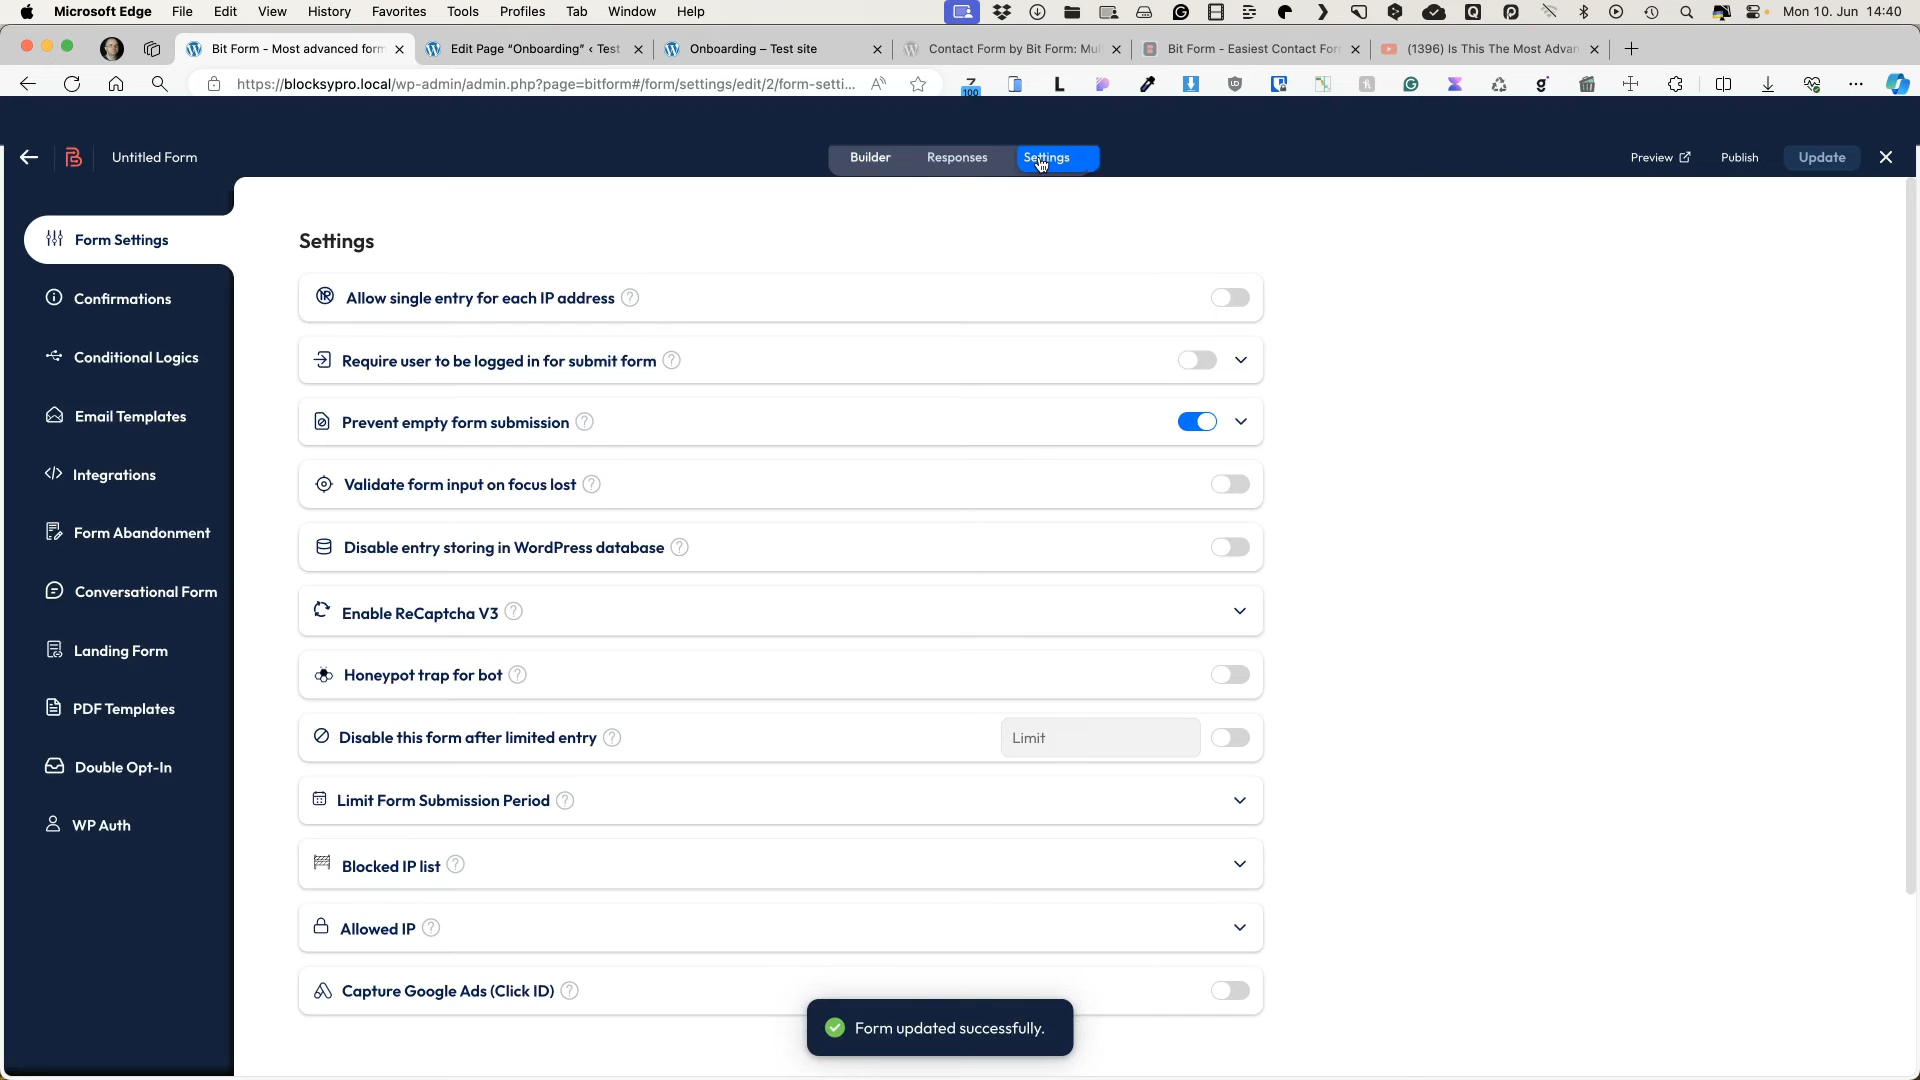 Microsoft Edge File Edit View History Favorites Tools Profiles Tab Window Help Mon 10. Jun 14:40
Bit Form - Most advanced form
Edit Page “Onboarding” ‹ Test
Onboarding – Test site
Contact Form by Bit Form: Mul
Bit Form - Easiest Contact For
(1396) Is This The Most Advan
https://blocksypro.local/wp-admin/admin.php?page=bitform#/form/settings/edit/2/form-setti...
100
Untitled Form
Builder Responses Settings
Preview Publish Update
Form Settings
Confirmations
Conditional Logics
Email Templates
Integrations
Form Abandonment
Conversational Form
Landing Form
PDF Templates
Double Opt-In
WP Auth
Settings
Allow single entry for each IP address
Require user to be logged in for submit form
Prevent empty form submission
Validate form input on focus lost
Disable entry storing in WordPress database
Enable ReCaptcha V3
Honeypot trap for bot
Disable this form after limited entry Limit
Limit Form Submission Period
Blocked IP list
Allowed IP
Capture Google Ads (Click ID)
Form updated successfully.